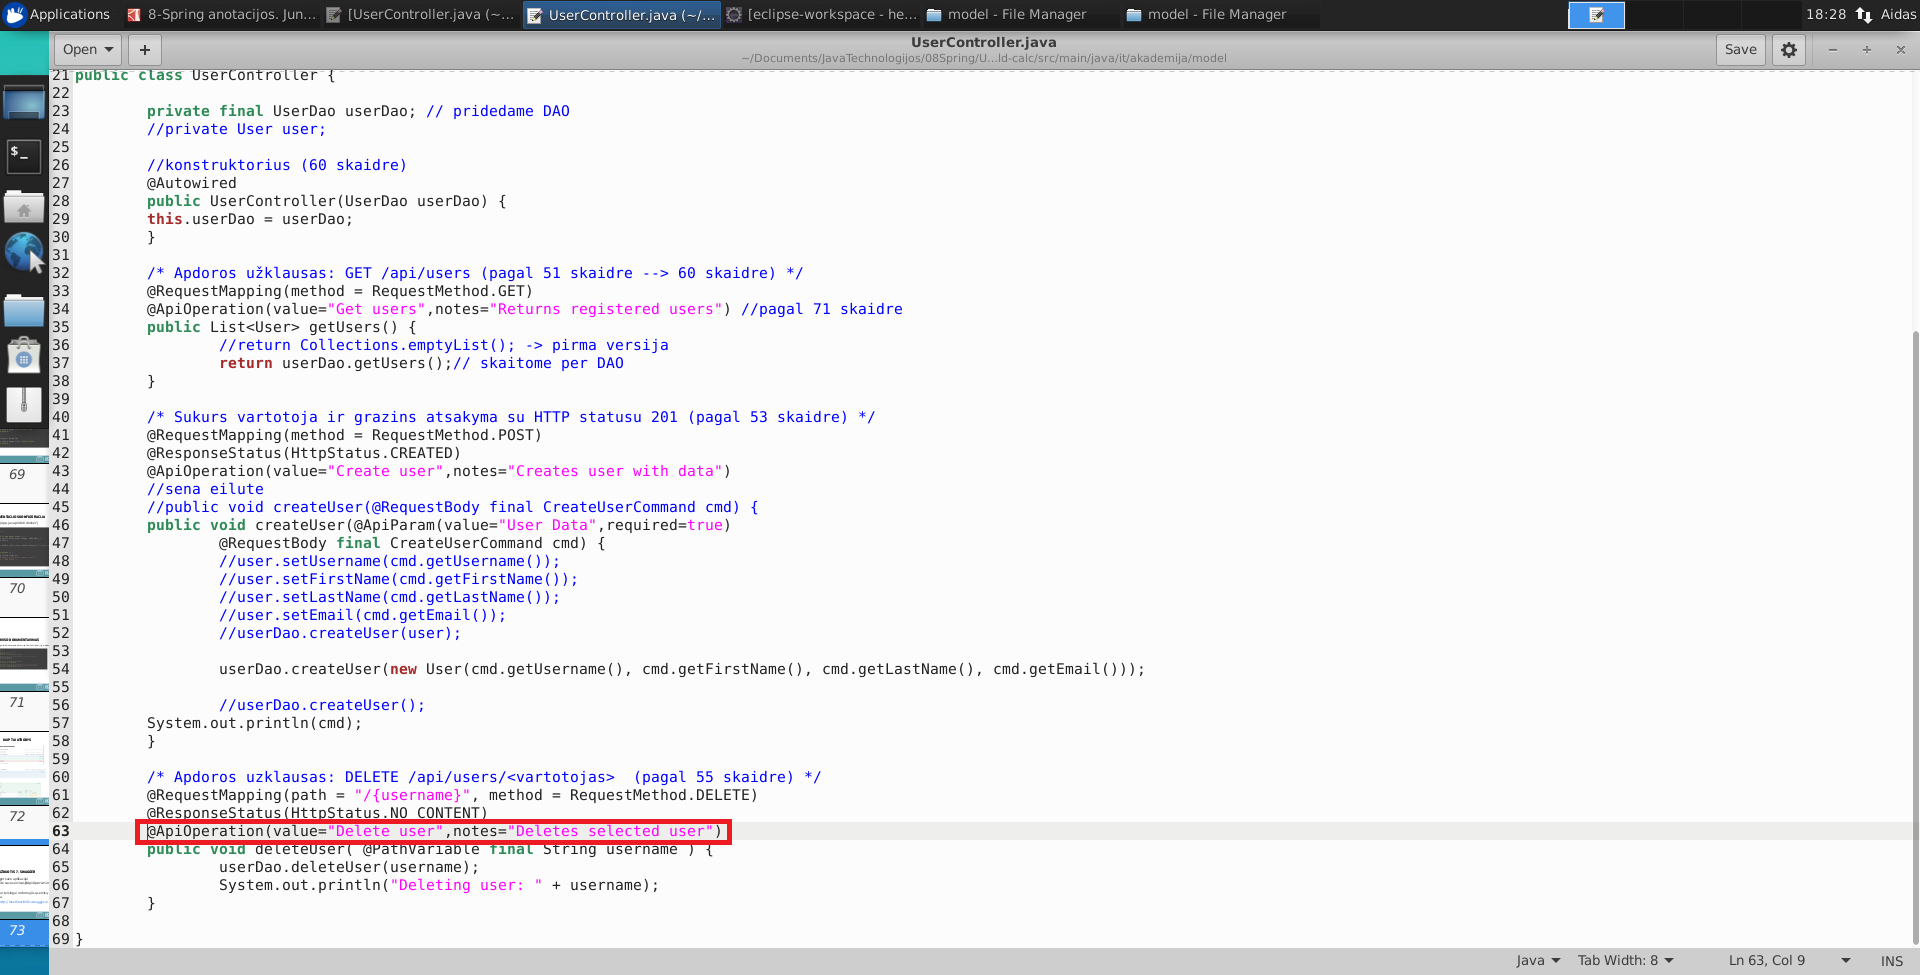 Applications
8-Spring anotacijos. Jun...
[UserController.java (~...
UserController.java (~/...
[eclipse-workspace - he...
model - File Manager
model - File Manager
18:28
Aidas
Open
+
UserController.java
~/Documents/JavaTechnologijos/08Spring/U...ld-calc/src/main/java/it/akademija/model
Save
21 public class UserController {
22
23 private final UserDao userDao; // pridedame DAO
24 //private User user;
25
26 //konstruktorius (60 skaidre)
27 @Autowired
28 public UserController(UserDao userDao) {
29 this.userDao = userDao;
30 }
31
32 /* Apdoros užklausas: GET /api/users (pagal 51 skaidre --> 60 skaidre) */
33 @RequestMapping(method = RequestMethod.GET)
34 @ApiOperation(value="Get users",notes="Returns registered users") //pagal 71 skaidre
35 public List<User> getUsers() {
36 //return Collections.emptyList(); -> pirma versija
37 return userDao.getUsers();// skaitome per DAO
38 }
39
40 /* Sukurs vartotoja ir grazins atsakyma su HTTP statusu 201 (pagal 53 skaidre) */
41 @RequestMapping(method = RequestMethod.POST)
42 @ResponseStatus(HttpStatus.CREATED)
43 @ApiOperation(value="Create user",notes="Creates user with data")
44 //sena eilute
45 //public void createUser(@RequestBody final CreateUserCommand cmd) {
46 public void createUser(@ApiParam(value="User Data",required=true)
47 @RequestBody final CreateUserCommand cmd) {
48 //user.setUsername(cmd.getUsername());
49 //user.setFirstName(cmd.getFirstName());
50 //user.setLastName(cmd.getLastName());
51 //user.setEmail(cmd.getEmail());
52 //userDao.createUser(user);
53
54 userDao.createUser(new User(cmd.getUsername(), cmd.getFirstName(), cmd.getLastName(), cmd.getEmail()));
55
56 //userDao.createUser();
57 System.out.println(cmd);
58 }
59
60 /* Apdoros uzklausas: DELETE /api/users/<vartotojas>  (pagal 55 skaidre) */
61 @RequestMapping(path = "/{username}", method = RequestMethod.DELETE)
62 @ResponseStatus(HttpStatus.NO_CONTENT)
63 @ApiOperation(value="Delete user",notes="Deletes selected user")
64 public void deleteUser( @PathVariable final String username ) {
65 userDao.deleteUser(username);
66 System.out.println("Deleting user: " + username);
67 }
68
69 }
69
70
71
72
73
Java
Tab Width: 8
Ln 63, Col 9
INS